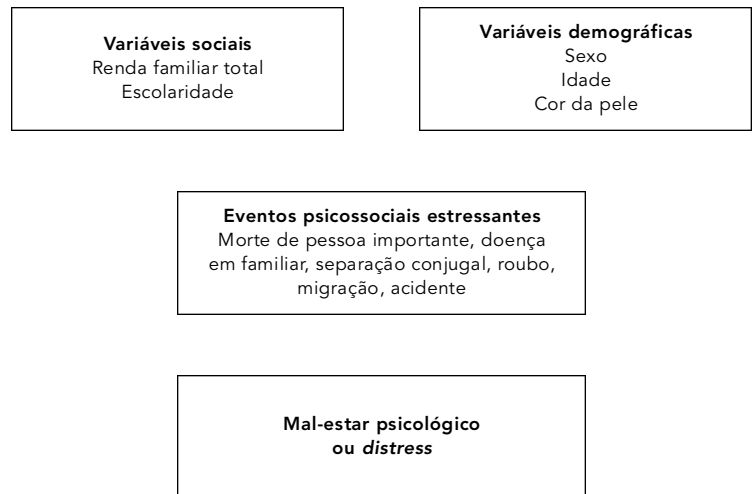 Variáveis sociais
Renda familiar total
Escolaridade
Variáveis demográficas
Sexo
Idade
Cor da pele
Eventos psicossociais estressantes
Morte de pessoa importante, doença
em familiar, separação conjugal, roubo,
migração, acidente
Mal-estar psicológico
ou distress